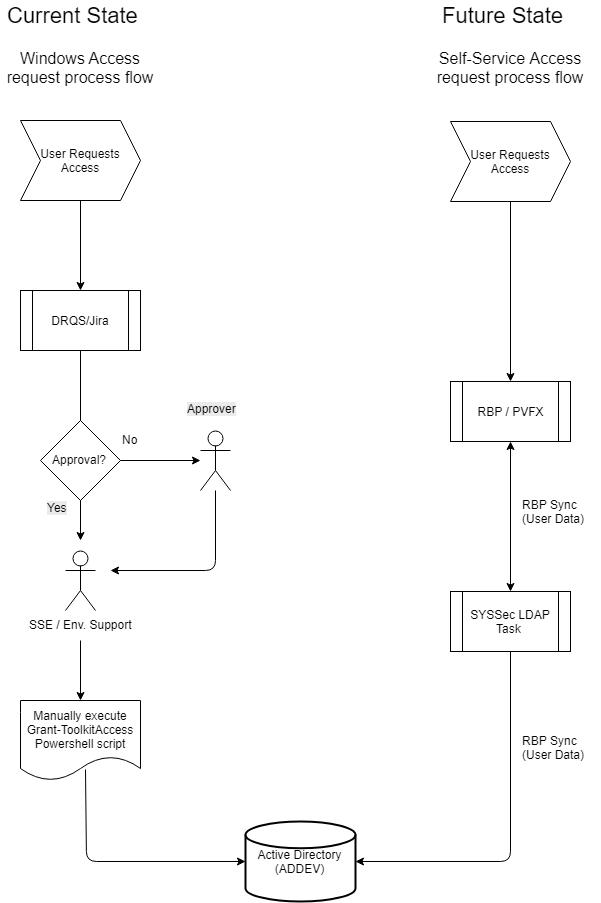 Current State
Windows Access
request process flow
User Requests
Access
DRQS/Jira
Approval?
No
Approver
Yes
SSE / Env. Support
Manually execute
Grant-ToolkitAccess
Powershell script
Future State
Self-Service Access
request process flow
User Requests
Access
RBP / PVFX
RBP Sync
(User Data)
SYSSec LDAP
Task
RBP Sync
(User Data)
Active Directory
(ADDEV)